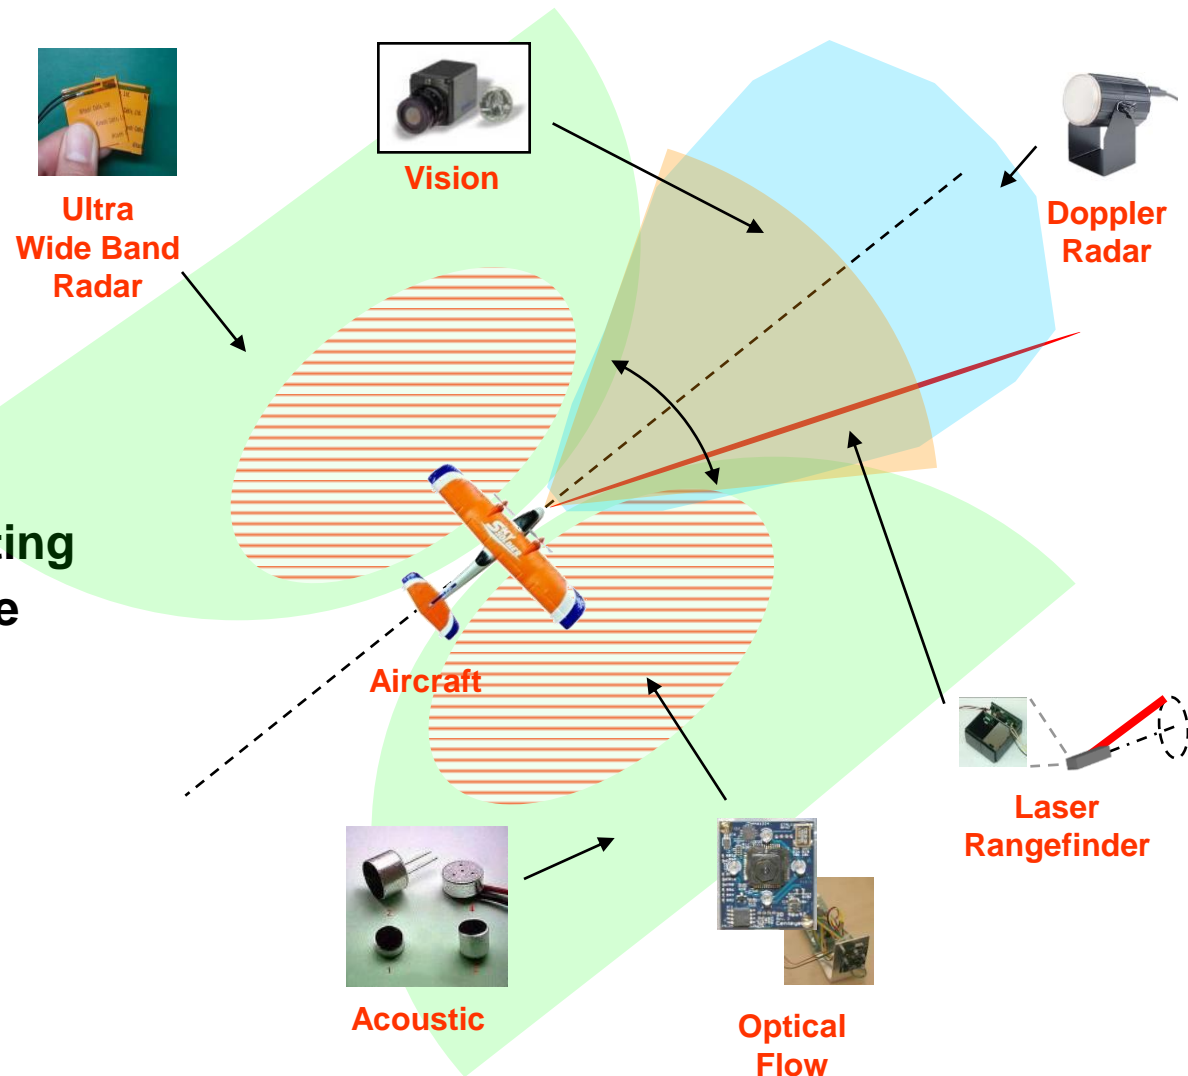 Vision
Ultra
Wide Band
Radar
Doppler
Radar
ting
e
Aircraft
Laser
Rangefinder
Acoustic
Optical
Flow